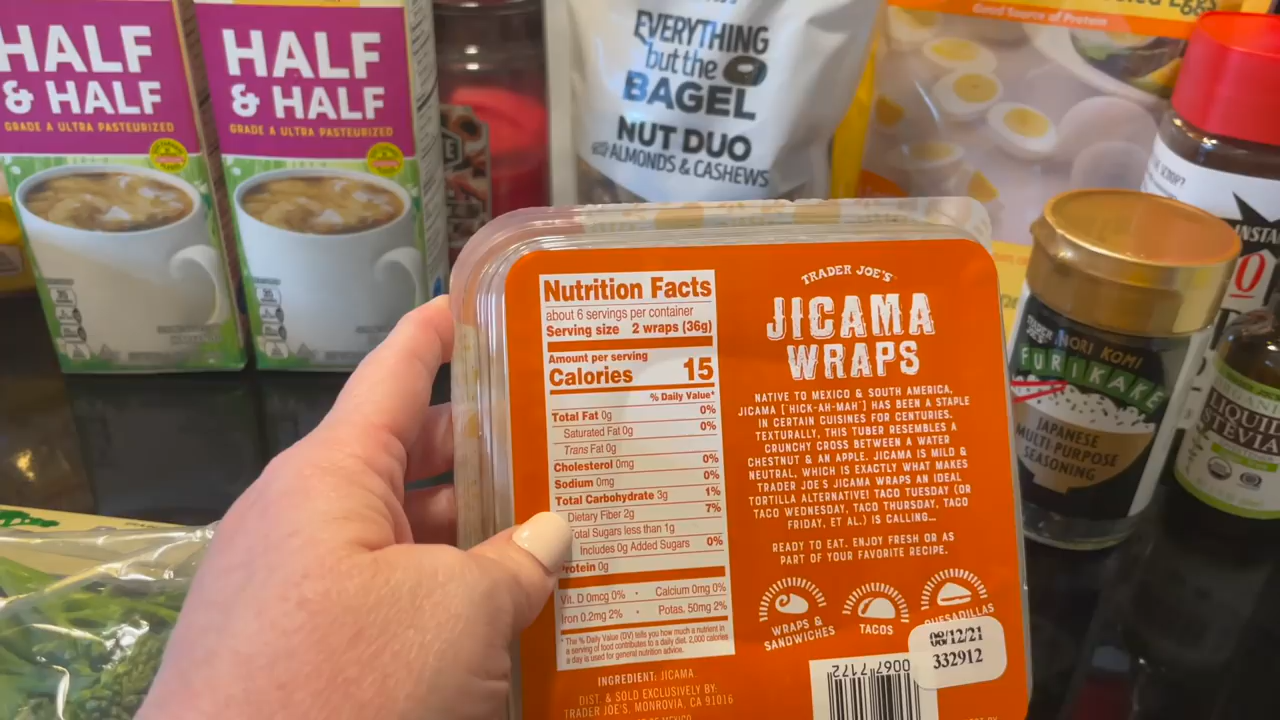 HALF
& HALF
GRADE A ULTRA PASTEURIZED
HALF
& HALF
GRADE A ULTRA PASTEURIZED
EVERYTHING
but the
BAGEL
NUT DUO
with ALMONDS & CASHEWS
Good Source of Protein
Eggs
INSTA
NORI KOMI
FURIKAKE
JAPANESE
MULTI-PURPOSE
SEASONING
LIQUID
STEVIA
Nutrition Facts
about 6 servings per container
Serving size 2 wraps (36g)
Amount per serving
Calories 15
% Daily Value*
Total Fat 0g 0%
Saturated Fat 0g 0%
Trans Fat 0g
Cholesterol 0mg 0%
Sodium 0mg 0%
Total Carbohydrate 3g 1%
Dietary Fiber 2g 7%
Total Sugars less than 1g
Includes 0g Added Sugars 0%
Protein 0g
Vit. D 0mcg 0% • Calcium 0mg 0%
Iron 0.2mg 2% • Potas. 50mg 2%
* The % Daily Value (DV) tells you how much a nutrient in
a serving of food contributes to a daily diet. 2,000 calories
a day is used for general nutrition advice.
INGREDIENT: JICAMA.
DIST. & SOLD EXCLUSIVELY BY:
TRADER JOE'S, MONROVIA, CA 91016
TRADER JOE'S
JICAMA
WRAPS
NATIVE TO MEXICO & SOUTH AMERICA,
JICAMA ['HICK-AH-MAH'] HAS BEEN A STAPLE
IN CERTAIN CUISINES FOR CENTURIES.
TEXTURALLY, THIS TUBER RESEMBLES A
CRUNCHY CROSS BETWEEN A WATER
CHESTNUT & AN APPLE. JICAMA IS MILD &
NEUTRAL, WHICH IS EXACTLY WHAT MAKES
TRADER JOE'S JICAMA WRAPS AN IDEAL
TORTILLA ALTERNATIVE! TACO TUESDAY (OR
TACO WEDNESDAY, TACO THURSDAY, TACO
FRIDAY, ET AL.) IS CALLING...
READY TO EAT. ENJOY FRESH OR AS
PART OF YOUR FAVORITE RECIPE.
WRAPS &
SANDWICHES
TACOS
QUESADILLAS
08/12/21
332912
0067 7172